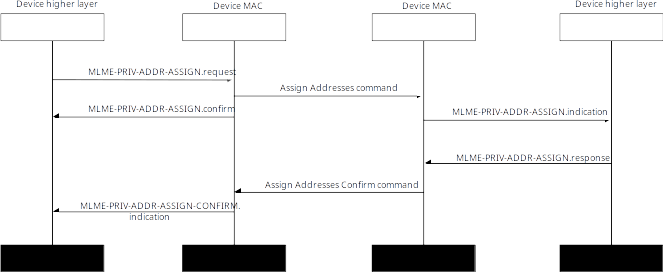 Device higher layer
Device MAC
Device MAC
Device higher layer
MLME-PRIV-ADDR-ASSIGN.request
Assign Addresses command
MLME-PRIV-ADDR-ASSIGN.confirm
MLME-PRIV-ADDR-ASSIGN.indication
MLME-PRIV-ADDR-ASSIGN.response
Assign Addresses Confirm command
MLME-PRIV-ADDR-ASSIGN-CONFIRM.
indication